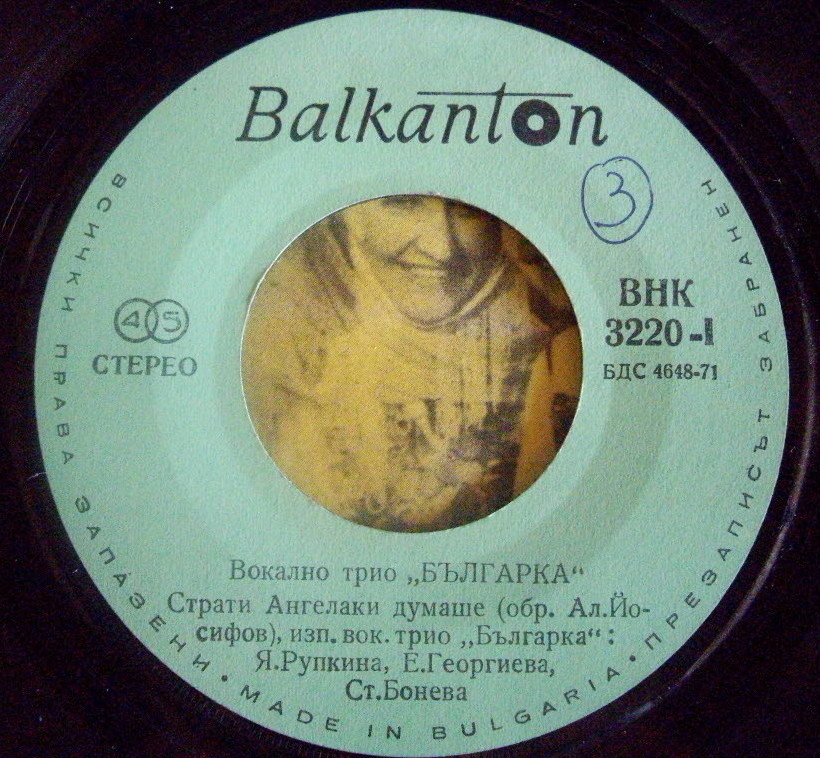 Balkanton
3
45
СТЕРЕО
ВНК
3220-I
БДС 4648-71
Вокално трио „БЪЛГАРКА“
Страти Ангелаки думаше (обр. Ал.Йо-
сифов), изп. вок. трио „Българка“:
Я.Рупкина, Е.Георгиева,
Ст.Бонева
ВСИЧКИ ПРАВА ЗАПАЗЕНИ • MADE IN BULGARIA • ПРЕЗАПИСЪТ ЗАБРАНЕН